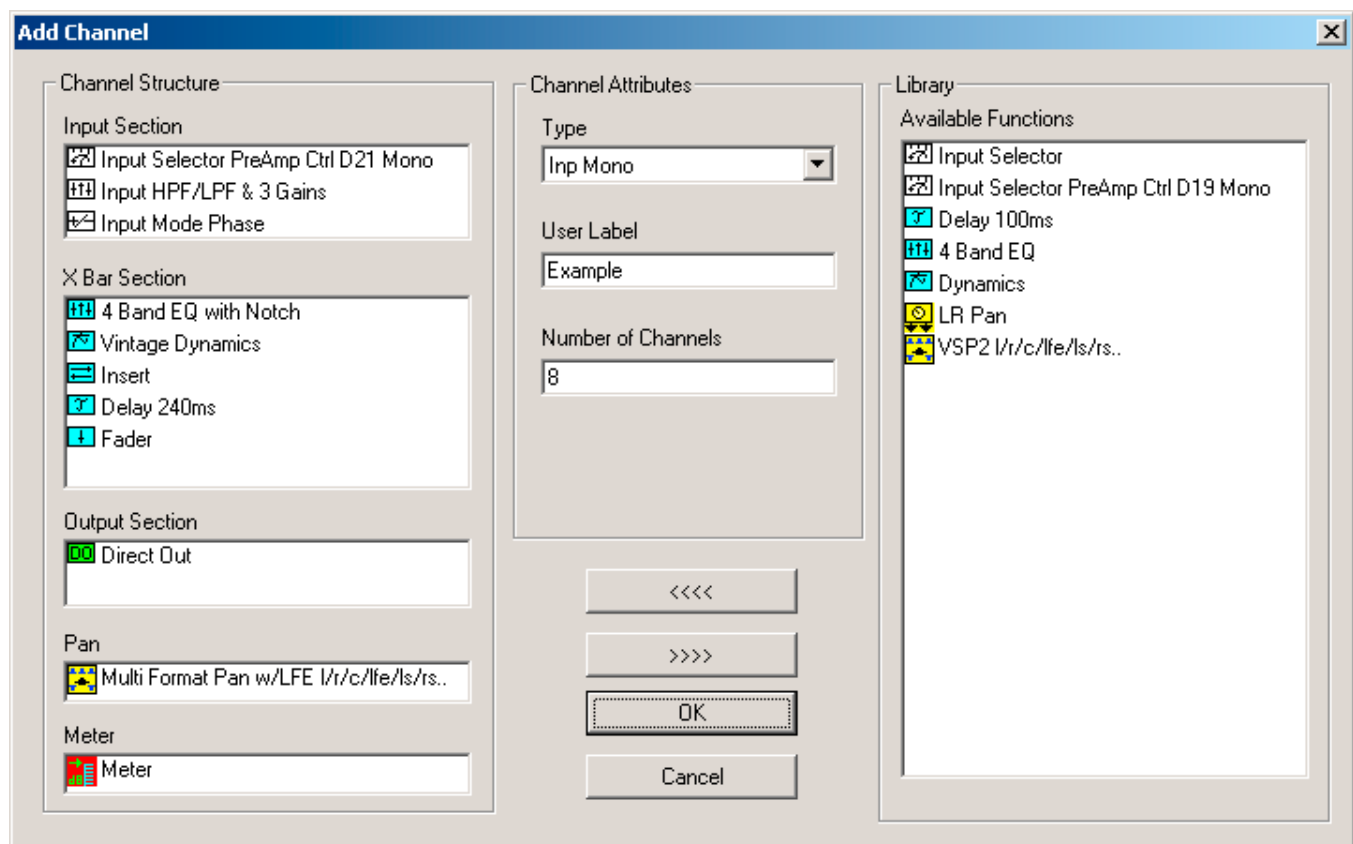 Add Channel
Channel Structure
Input Section
Input Selector PreAmp Ctrl D21 Mono
Input HPF/LPF & 3 Gains
Input Mode Phase
X Bar Section
4 Band EQ with Notch
Vintage Dynamics
Insert
Delay 240ms
Fader
Output Section
DO Direct Out
Pan
Multi Format Pan w/LFE l/r/c/lfe/ls/rs..
Meter
dB Meter
Channel Attributes
Type
Inp Mono
User Label
Example
Number of Channels
8
<<<<
>>>>
OK
Cancel
Library
Available Functions
Input Selector
Input Selector PreAmp Ctrl D19 Mono
Delay 100ms
4 Band EQ
Dynamics
LR Pan
VSP2 l/r/c/lfe/ls/rs..